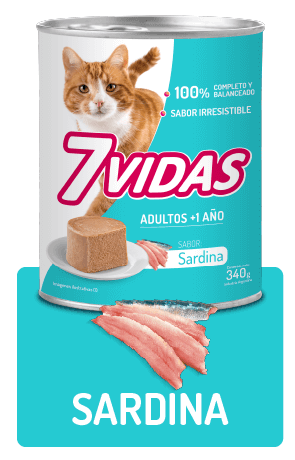 100% COMPLETO Y
BALANCEADO
SABOR IRRESISTIBLE
7VIDAS
ADULTOS +1 AÑO
SABOR
Sardina
340g
SARDINA